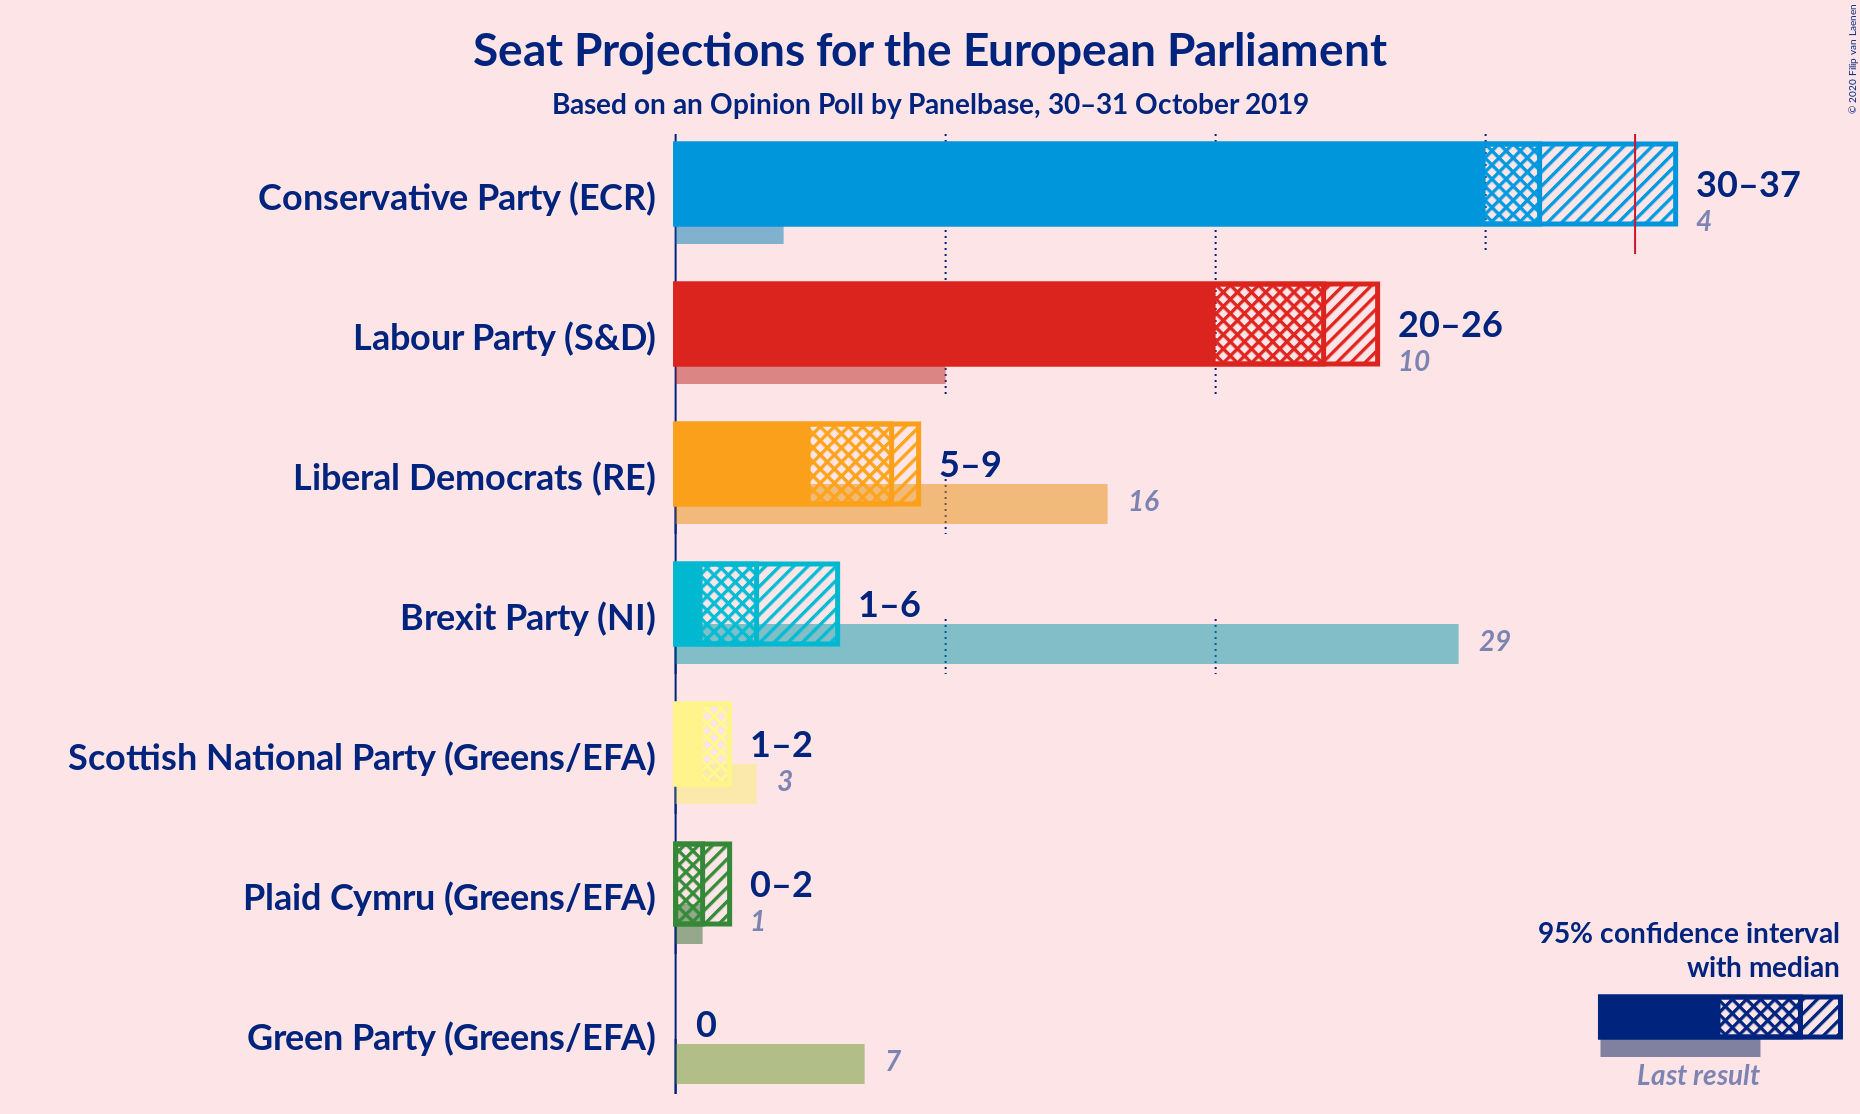 Seat Projections for the European Parliament
Based on an Opinion Poll by Panelbase, 30–31 October 2019
© 2020 Filip van Laenen
Conservative Party (ECR)
30–37
4
Labour Party (S&D)
20–26
10
Liberal Democrats (RE)
5–9
16
Brexit Party (NI)
1–6
29
Scottish National Party (Greens/EFA)
1–2
3
Plaid Cymru (Greens/EFA)
0–2
1
Green Party (Greens/EFA)
0
7
95% confidence interval
with median
Last result